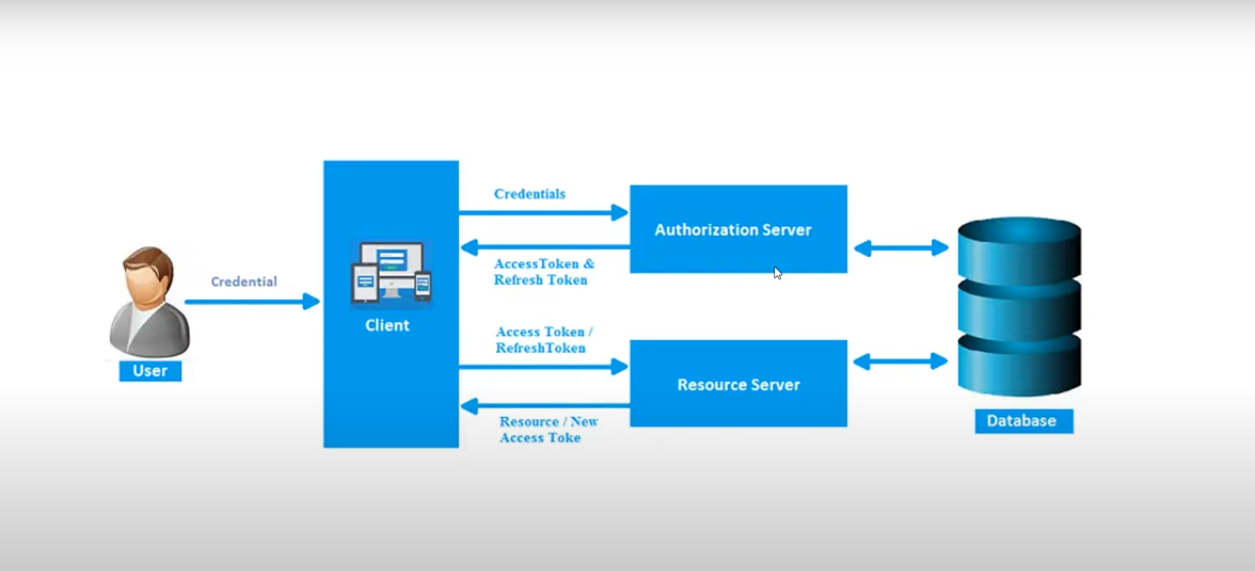 Credentials
Authorization Server
AccessToken &
Refresh Token
Credential
Client
Access Token /
RefreshToken
User
Resource Server
Resource / New
Access Toke
Database